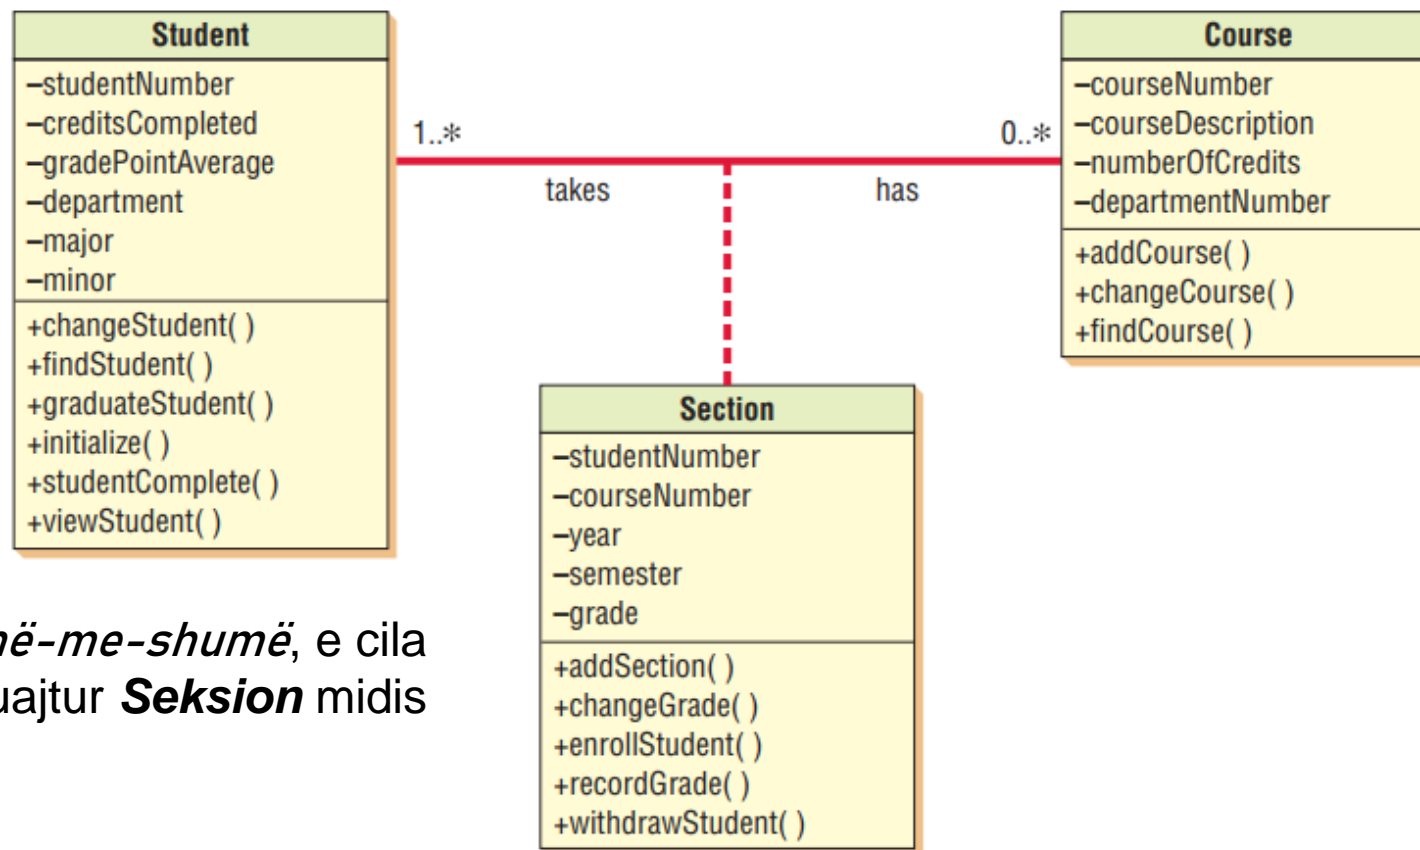 Student
–studentNumber
–creditsCompleted
–gradePointAverage
–department
–major
–minor
+changeStudent( )
+findStudent( )
+graduateStudent( )
+initialize( )
+studentComplete( )
+viewStudent( )
1..*
0..*
takes
has
Course
–courseNumber
–courseDescription
–numberOfCredits
–departmentNumber
+addCourse( )
+changeCourse( )
+findCourse( )
Section
–studentNumber
–courseNumber
–year
–semester
–grade
+addSection( )
+changeGrade( )
+enrollStudent( )
+recordGrade( )
+withdrawStudent( )
-me-shumë, e cila
Seksion midis